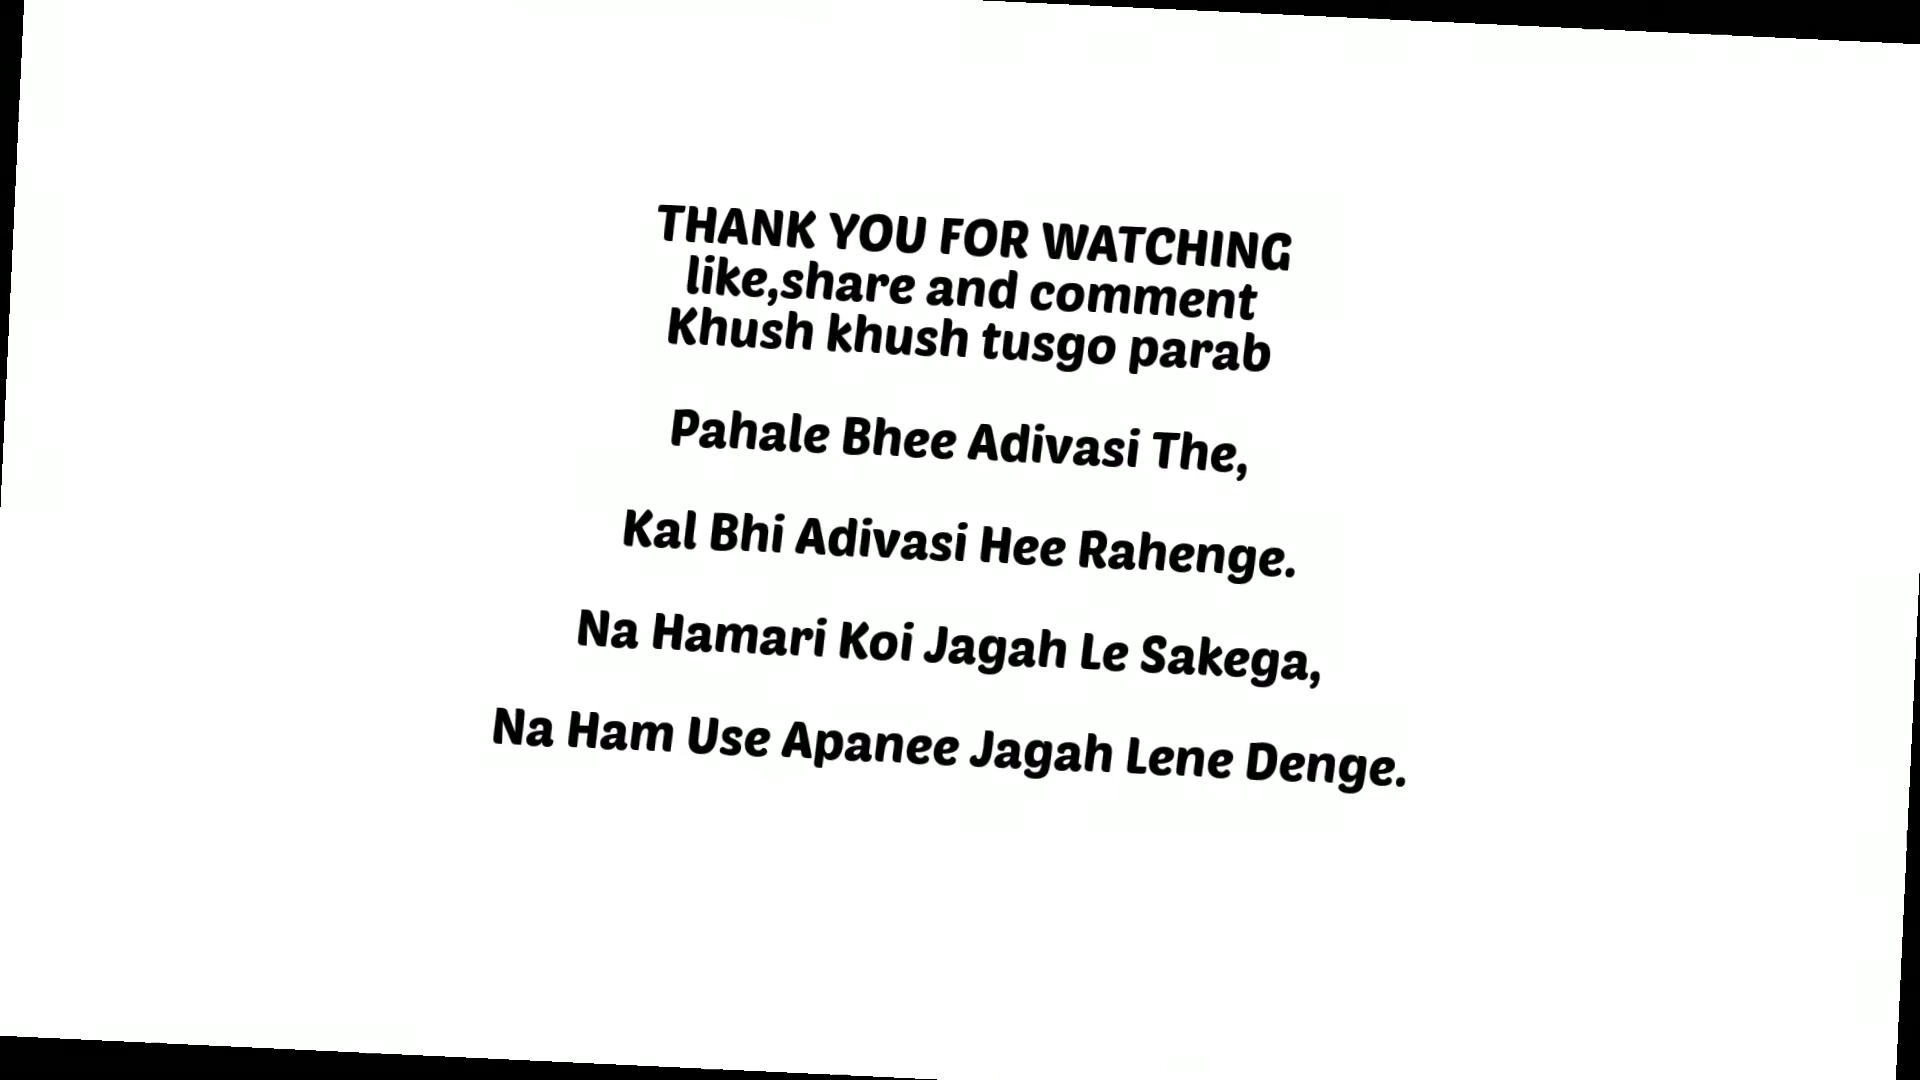 THANK YOU FOR WATCHING
like,share and comment
Khush khush tusgo parab
Pahale Bhee Adivasi The,
Kal Bhi Adivasi Hee Rahenge.
Na Hamari Koi Jagah Le Sakega,
Na Ham Use Apanee Jagah Lene Denge.